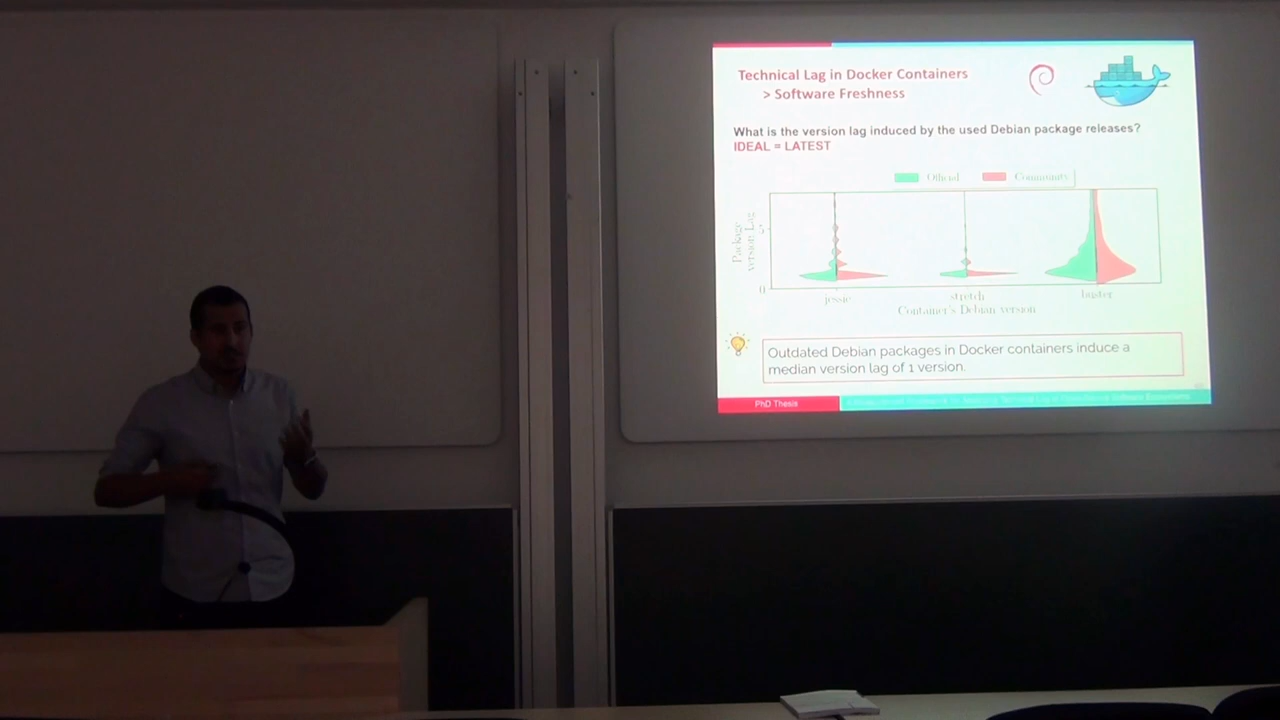 Technical Lag in Docker Containers
> Software Freshness
What is the version lag induced by the used Debian package releases?
IDEAL = LATEST
Official Community
Package
version Lag
0
jessie stretch buster
Container's Debian version
Outdated Debian packages in Docker containers induce a
median version lag of 1 version.
PhD Thesis